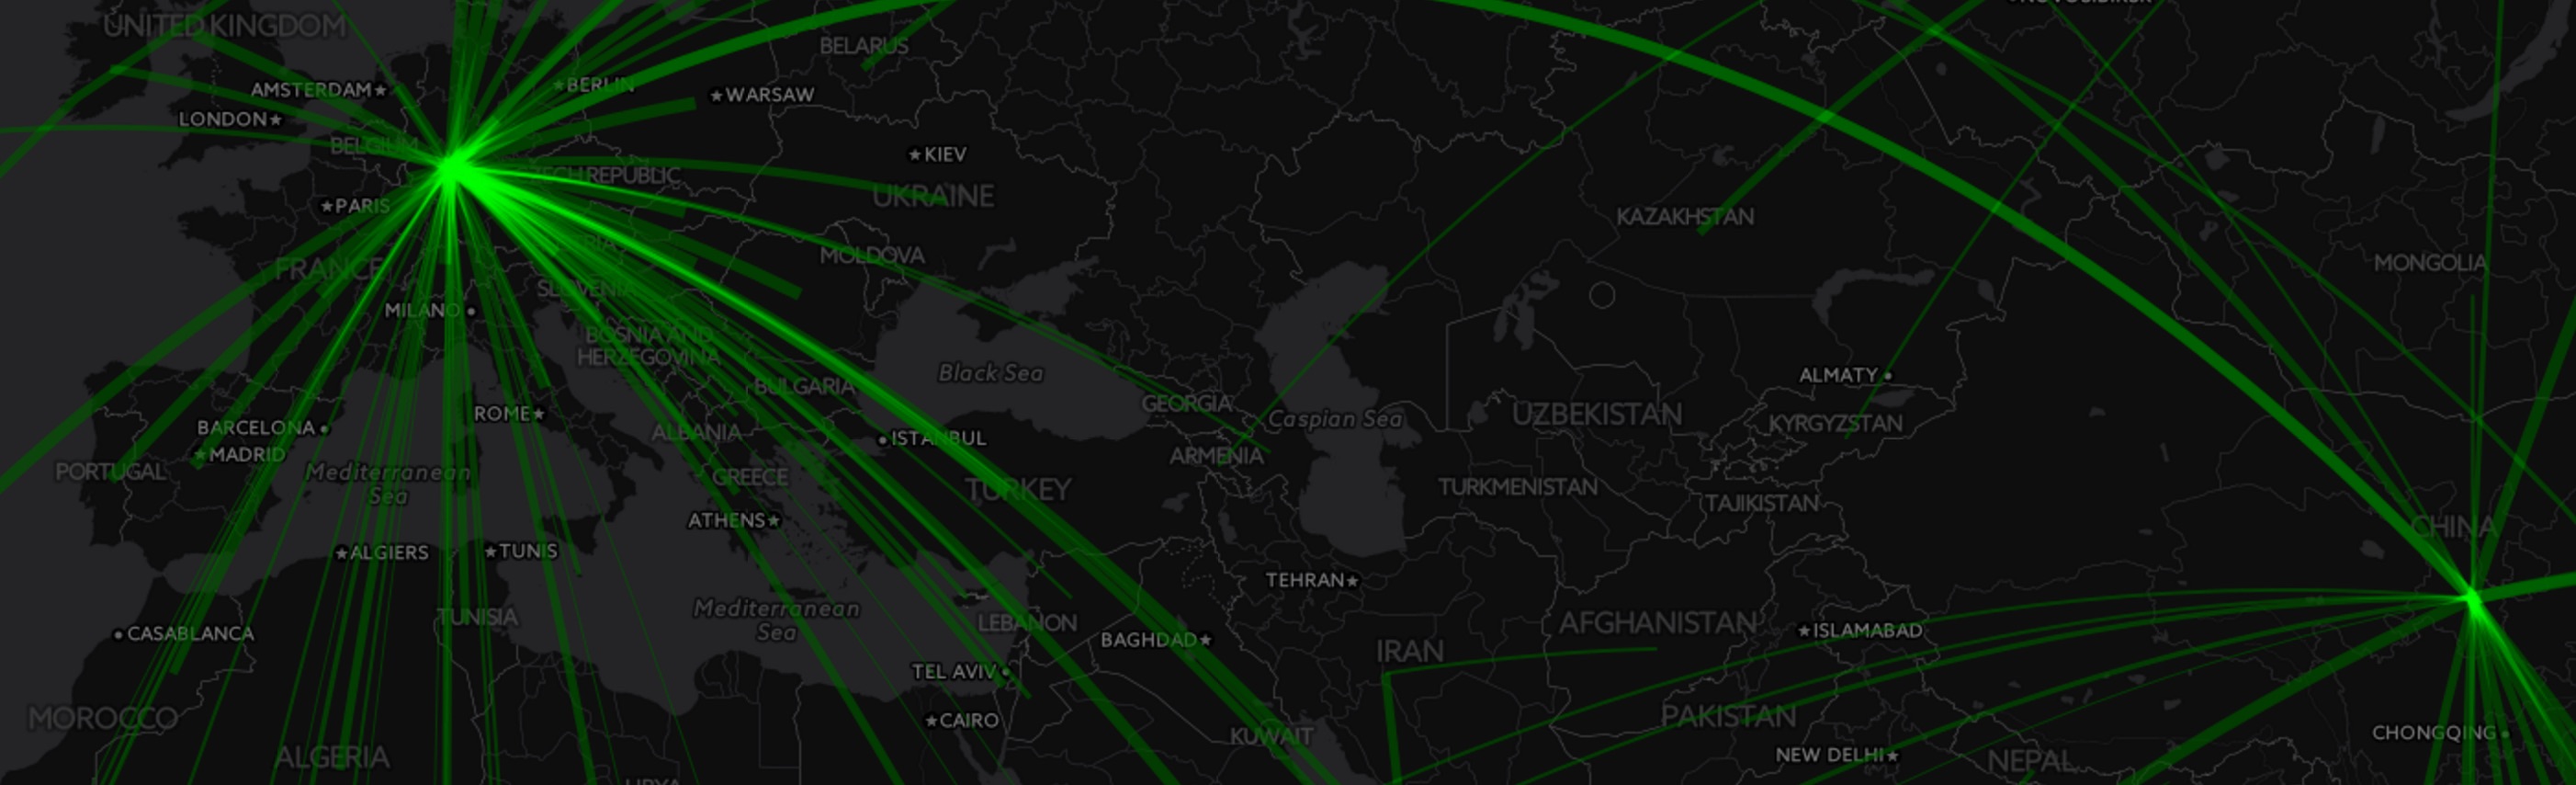 UNITED KINGDOM
BELARUS
AMSTERDAM
BERLIN
WARSAW
LONDON
BELGIUM
KIEV
CZECH REPUBLIC
UKRAINE
PARIS
KAZAKHSTAN
MOLDOVA
FRANCE
SLOVENIA
MONGOLIA
MILANO
BOSNIA AND
HERZEGOVINA
Black Sea
BULGARIA
ALMATY
GEORGIA
ROME
Caspian Sea
UZBEKISTAN
KYRGYZSTAN
BARCELONA
ALBANIA
ISTANBUL
MADRID
ARMENIA
PORTUGAL
Mediterranean
Sea
GREECE
TURKEY
TURKMENISTAN
TAJIKISTAN
ATHENS
CHINA
ALGIERS
TUNIS
TEHRAN
TUNISIA
Mediterranean
Sea
LEBANON
AFGHANISTAN
ISLAMABAD
CASABLANCA
BAGHDAD
IRAN
TEL AVIV
MOROCCO
CAIRO
PAKISTAN
KUWAIT
CHONGQING
ALGERIA
NEW DELHI
NEPAL